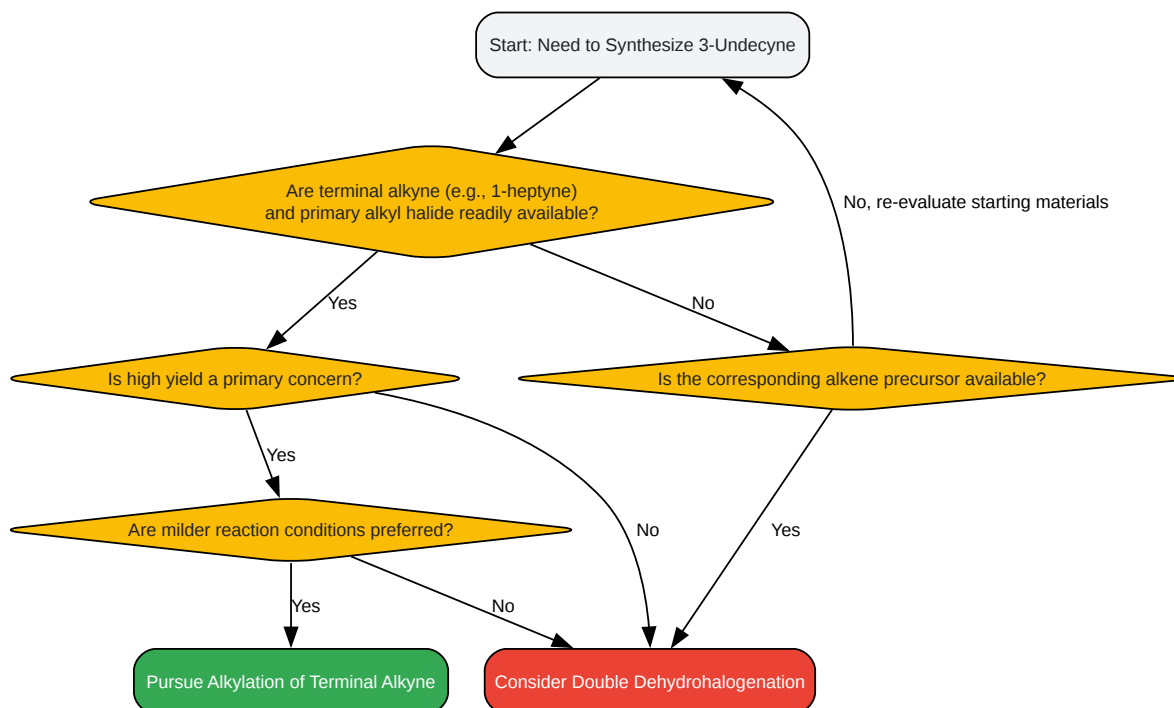 Start: Need to Synthesize 3-Undecyne
Are terminal alkyne (e.g., 1-heptyne)
and primary alkyl halide readily available?
No, re-evaluate starting materials
Yes
No
Is high yield a primary concern?
Is the corresponding alkene precursor available?
Yes
Are milder reaction conditions preferred?
No
Yes
Yes
No
Pursue Alkylation of Terminal Alkyne
Consider Double Dehydrohalogenation